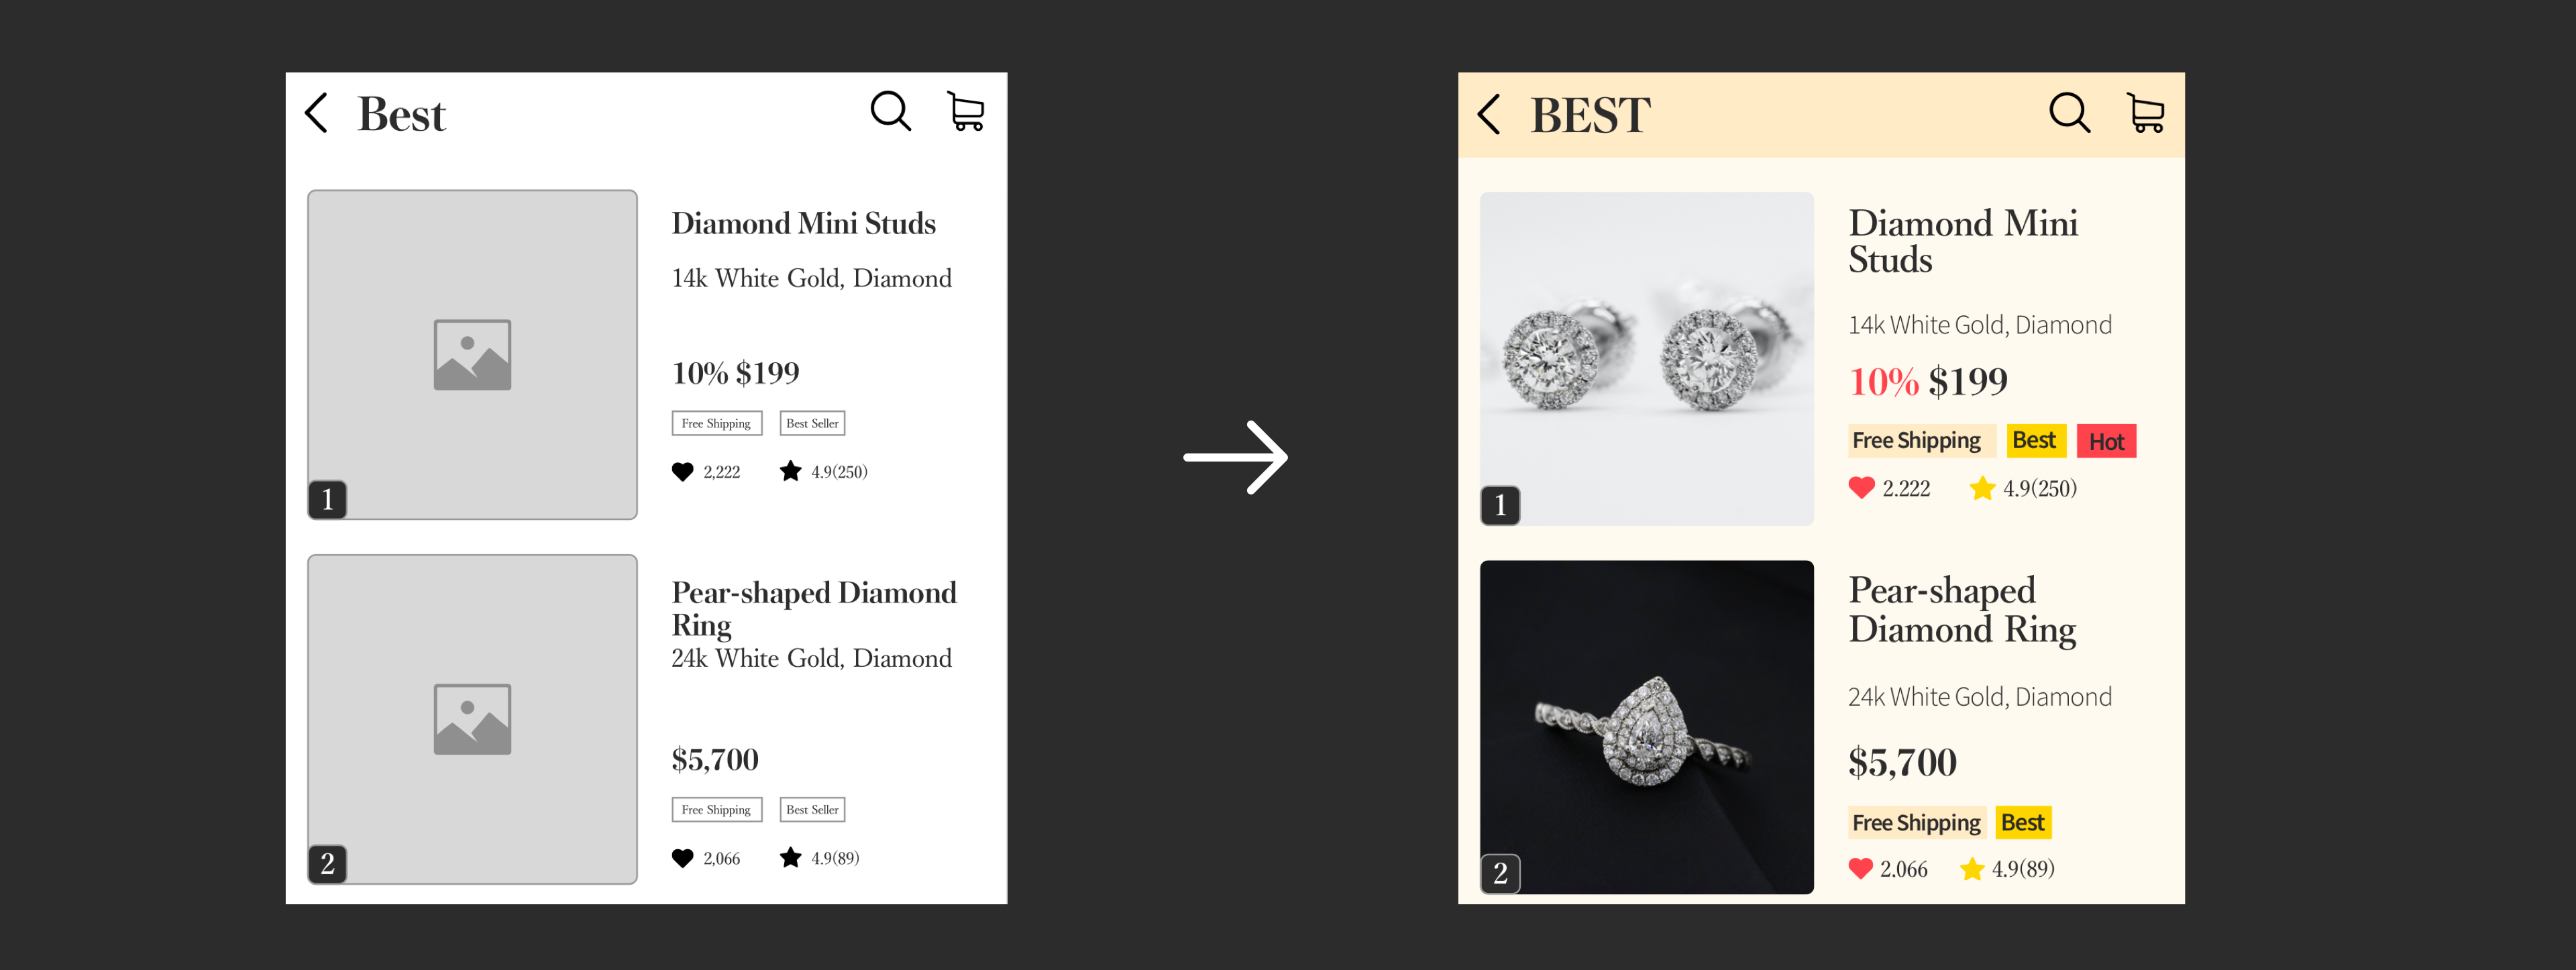 Best
Diamond Mini Studs
14k White Gold, Diamond
10% $199
Free Shipping Best Seller
2,222 4.9(250)
1
Pear-shaped Diamond
Ring
24k White Gold, Diamond
$5,700
Free Shipping Best Seller
2,066 4.9(89)
2
BEST
Diamond Mini
Studs
14k White Gold, Diamond
10% $199
Free Shipping Best Hot
2.222 4.9(250)
1
Pear-shaped
Diamond Ring
24k White Gold, Diamond
$5,700
Free Shipping Best
2,066 4.9(89)
2